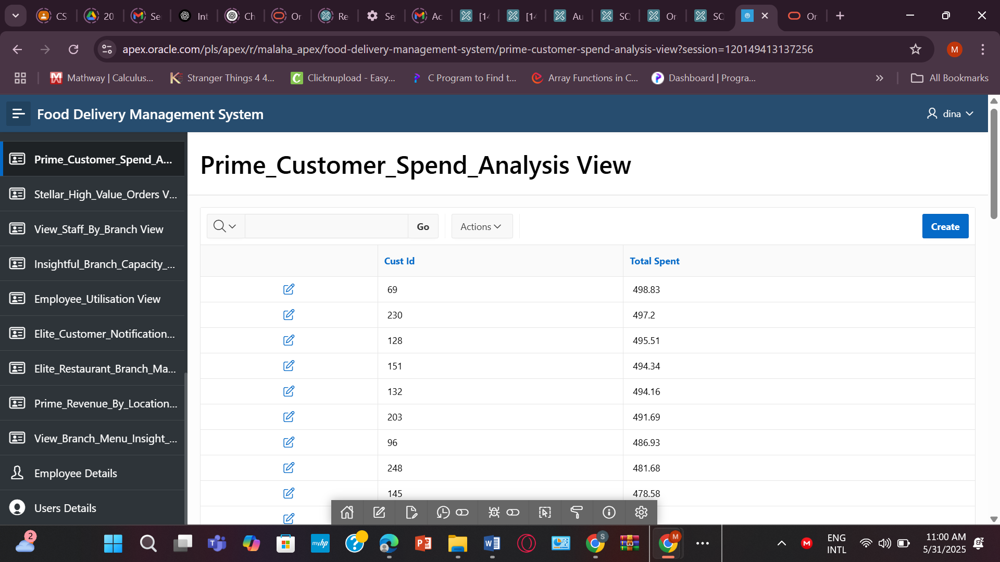 CS
20
Se
Int
Ch
Or
Re
Se
Ac
[14
[14
Au
SC
Or
SC
Or
apex.oracle.com/pls/apex/r/malaha_apex/food-delivery-management-system/prime-customer-spend-analysis-view?session=120149413137256
M
Mathway | Calculus...
Stranger Things 4 4...
Clicknupload - Easy...
C Program to Find t...
Array Functions in C...
Dashboard | Progra...
All Bookmarks
Food Delivery Management System
dina
Prime_Customer_Spend_A...
Stellar_High_Value_Orders V...
View_Staff_By_Branch View
Insightful_Branch_Capacity_...
Employee_Utilisation View
Elite_Customer_Notification...
Elite_Restaurant_Branch_Ma...
Prime_Revenue_By_Location...
View_Branch_Menu_Insight_...
Employee Details
Users Details
Prime_Customer_Spend_Analysis View
Go
Actions
Create
Cust Id Total Spent
69 498.83
230 497.2
128 495.51
151 494.34
132 494.16
203 491.69
96 486.93
248 481.68
145 478.58
2
myhp
S
M
ENG
INTL
11:00 AM
5/31/2025